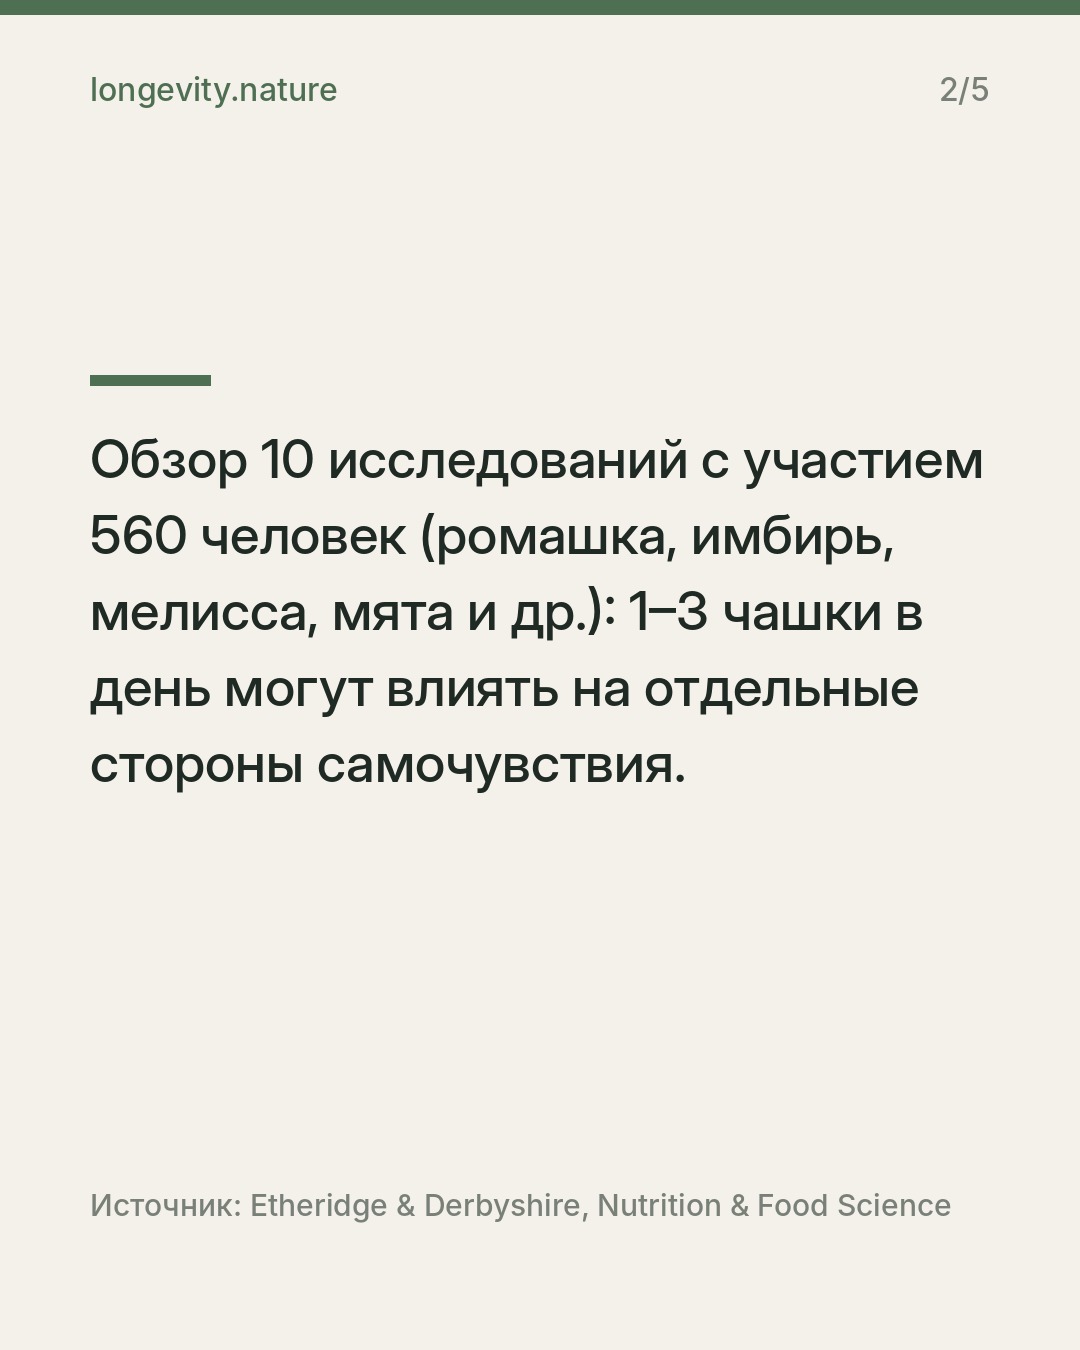 longevity.nature
2/5
Обзор 10 исследований с участием
560 человек (ромашка, имбирь,
мелисса, мята и др.): 1–3 чашки в
день могут влиять на отдельные
стороны самочувствия.
Источник: Etheridge & Derbyshire, Nutrition & Food Science